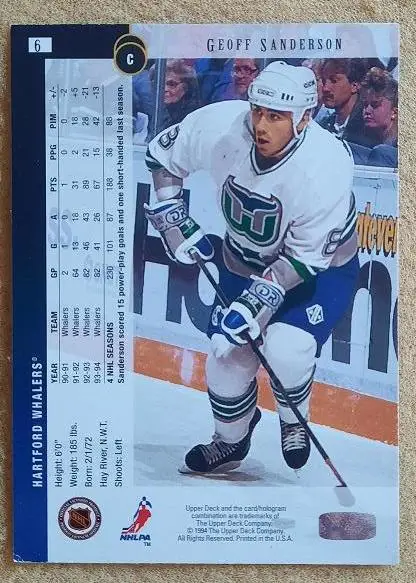 6
GEOFF SANDERSON
C
HARTFORD WHALERS®
Height: 6'0"
Weight: 185 lbs.
Born: 2/1/72
Hay River, N.W.T.
Shoots: Left
YEAR TEAM GP G A PTS PPG PIM +/-
90-91 Whalers 2 1 0 1 0 0 -2
91-92 Whalers 64 13 18 31 2 18 +5
92-93 Whalers 82 46 43 89 21 28 -21
93-94 Whalers 82 41 26 67 15 42 -13
4 NHL SEASONS 230 101 87 188 38 88
Sanderson scored 15 power-play goals and one short-handed last season.
8
DR
DR
NHL
NHLPA
TM
Upper Deck and the card/hologram
combination are trademarks of
The Upper Deck Company.
© 1994 The Upper Deck Company.
All Rights Reserved. Printed in the U.S.A.